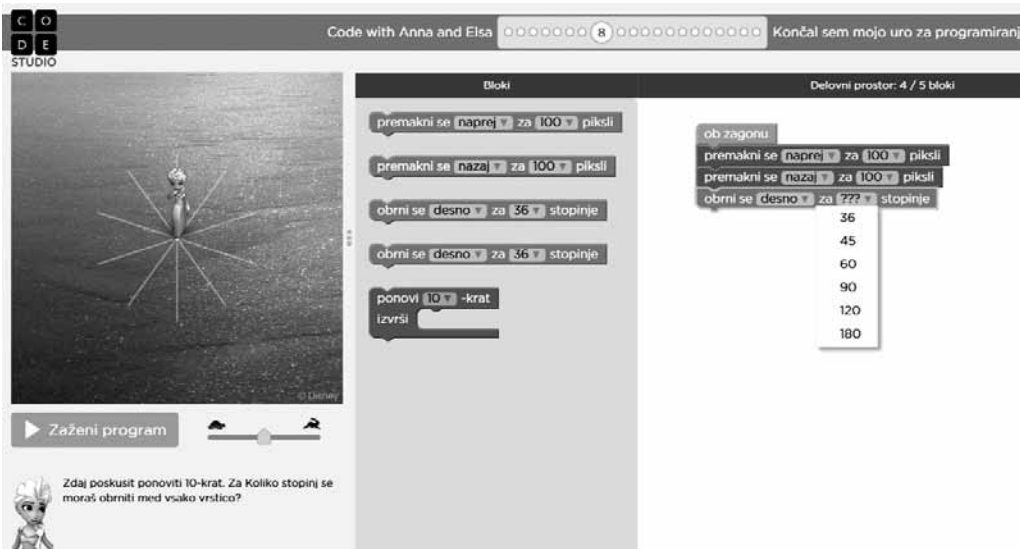 CODE
STUDIO
Code with Anna and Elsa
8
Končal sem mojo uro za programiranj
Bloki
Delovni prostor: 4 / 5 bloki
premakni se naprej za 100 piksli
premakni se nazaj za 100 piksli
obrni se desno za 36 stopinje
obrni se desno za 36 stopinje
ponovi 10 -krat
izvrši
ob zagonu
premakni se naprej za 100 piksli
premakni se nazaj za 100 piksli
obrni se desno za ??? stopinje
36
45
60
90
120
180
© Disney
Zaženi program
Zdaj poskusit ponoviti 10-krat. Za Koliko stopinj se
moraš obrniti med vsako vrstico?